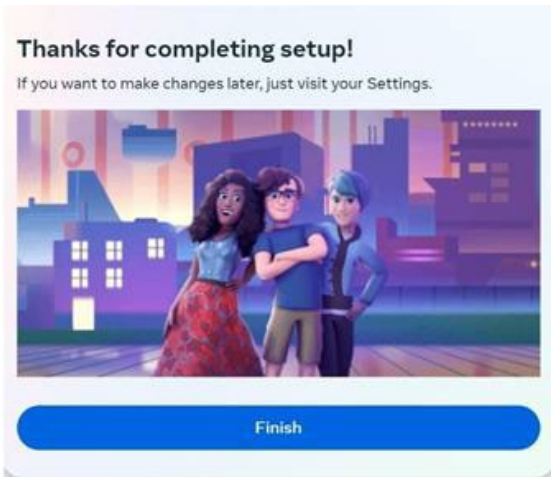 Thanks for completing setup!
If you want to make changes later, just visit your Settings.
Finish